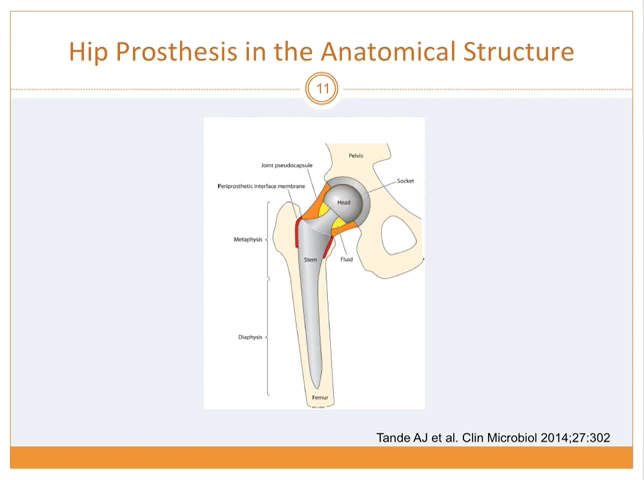 Hip Prosthesis in the Anatomical Structure
11
Pelvis
Joint pseudocapsule
Socket
Periprosthetic Interface membrane
Head
Metaphysis
Stem
Fluid
Diaphysis
Femur
Tande AJ et al. Clin Microbiol 2014;27:302